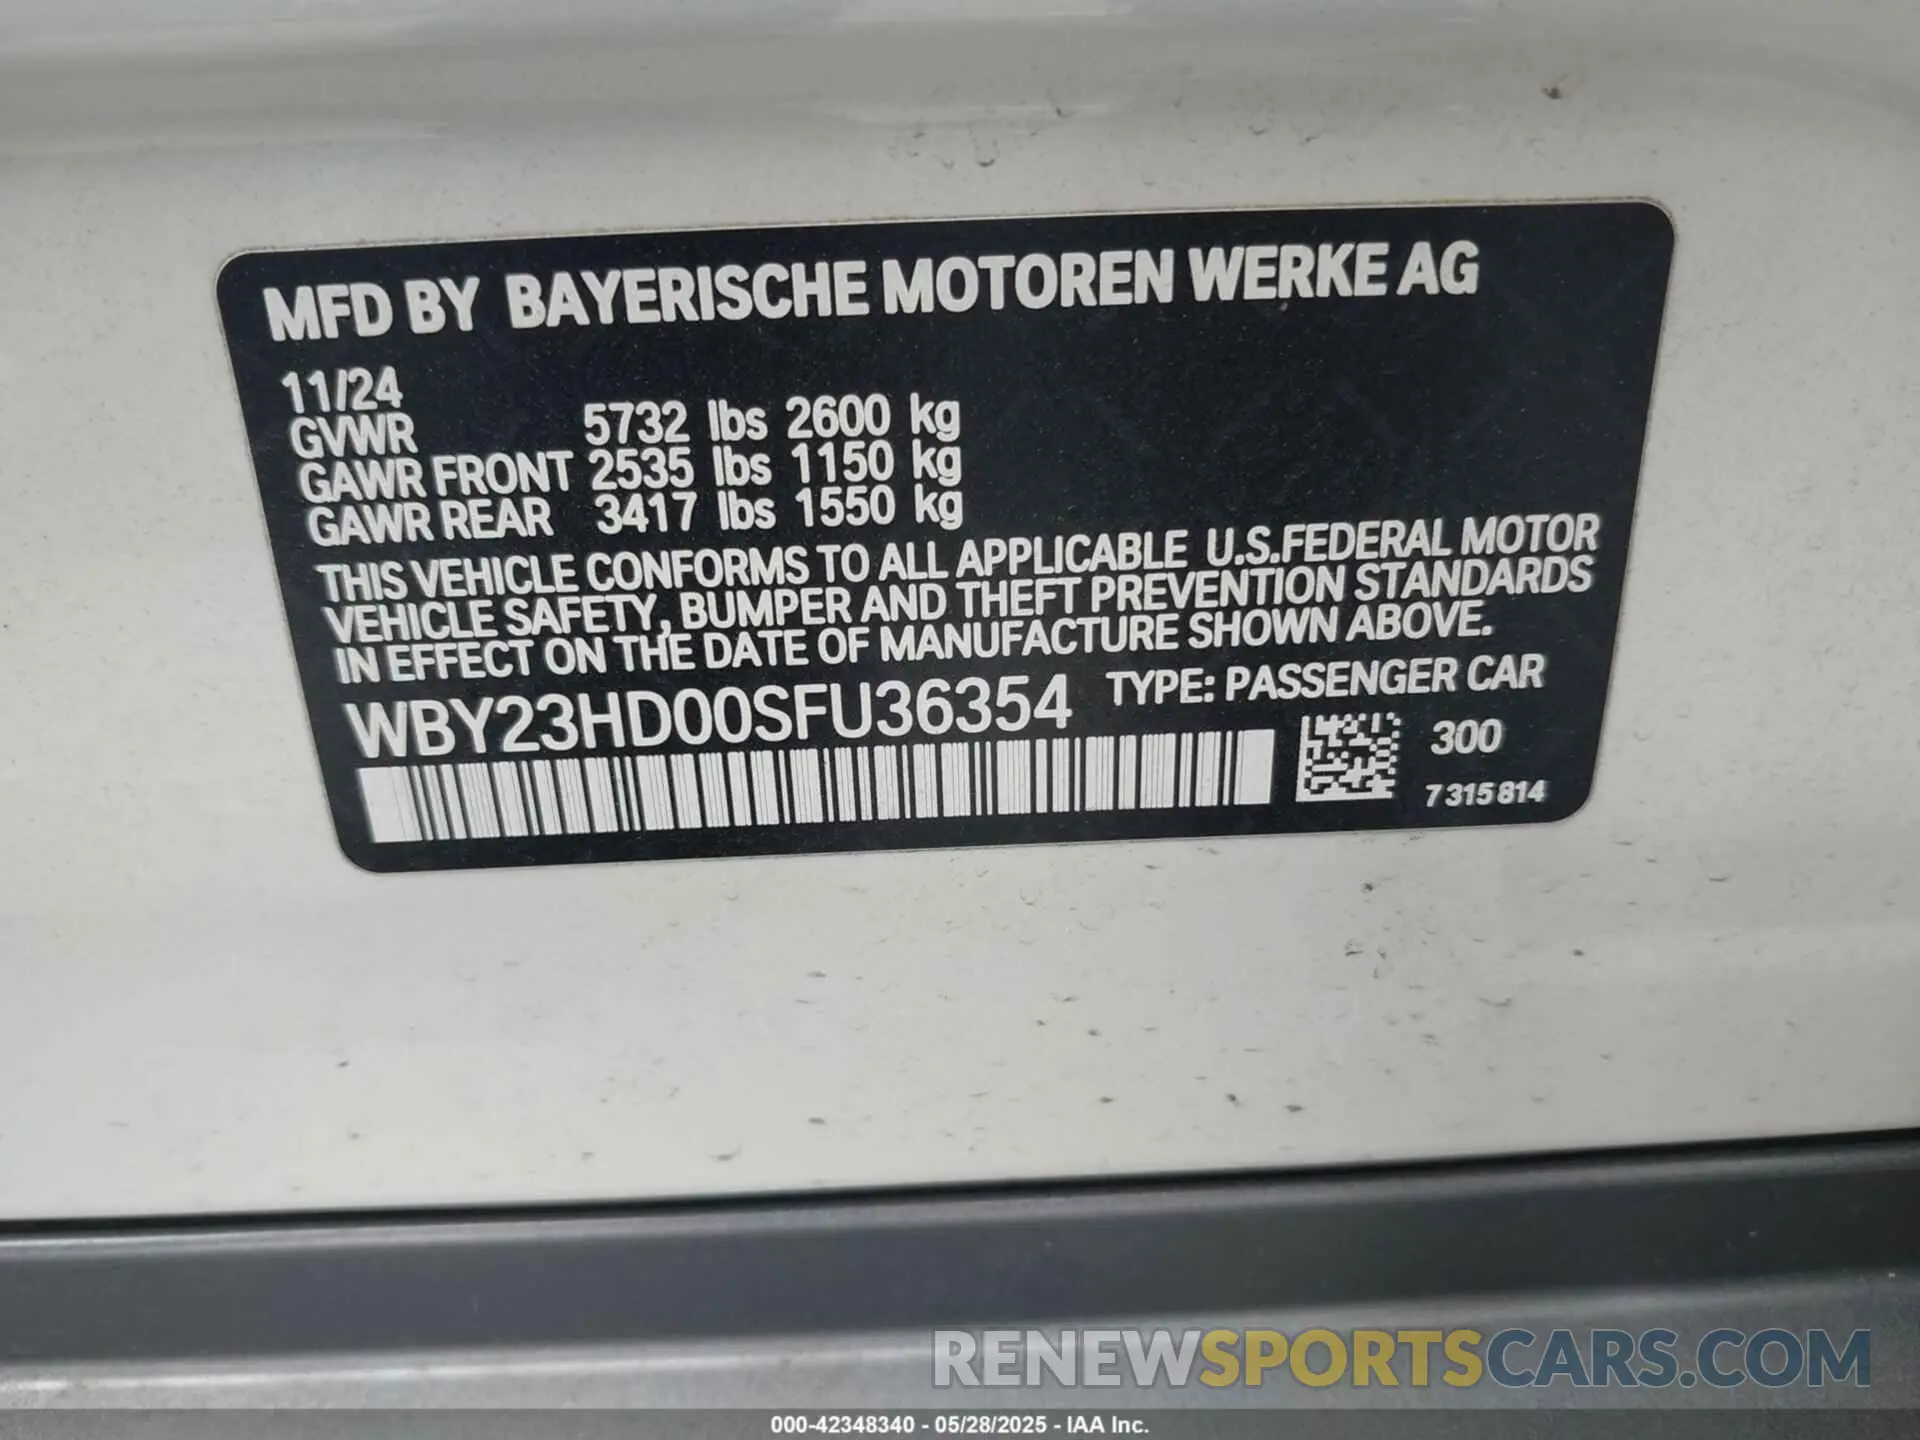 MFD BY BAYERISCHE MOTOREN WERKE AG
11/24
GVWR 5732 lbs 2600 kg
GAWR FRONT 2535 lbs 1150 kg
GAWR REAR 3417 lbs 1550 kg
THIS VEHICLE CONFORMS TO ALL APPLICABLE U.S.FEDERAL MOTOR
VEHICLE SAFETY, BUMPER AND THEFT PREVENTION STANDARDS
IN EFFECT ON THE DATE OF MANUFACTURE SHOWN ABOVE.
WBY23HD00SFU36354 TYPE: PASSENGER CAR
300
7315814
RENEWSPORTSCARS.COM
000-42348340 - 05/28/2025 - IAA Inc.